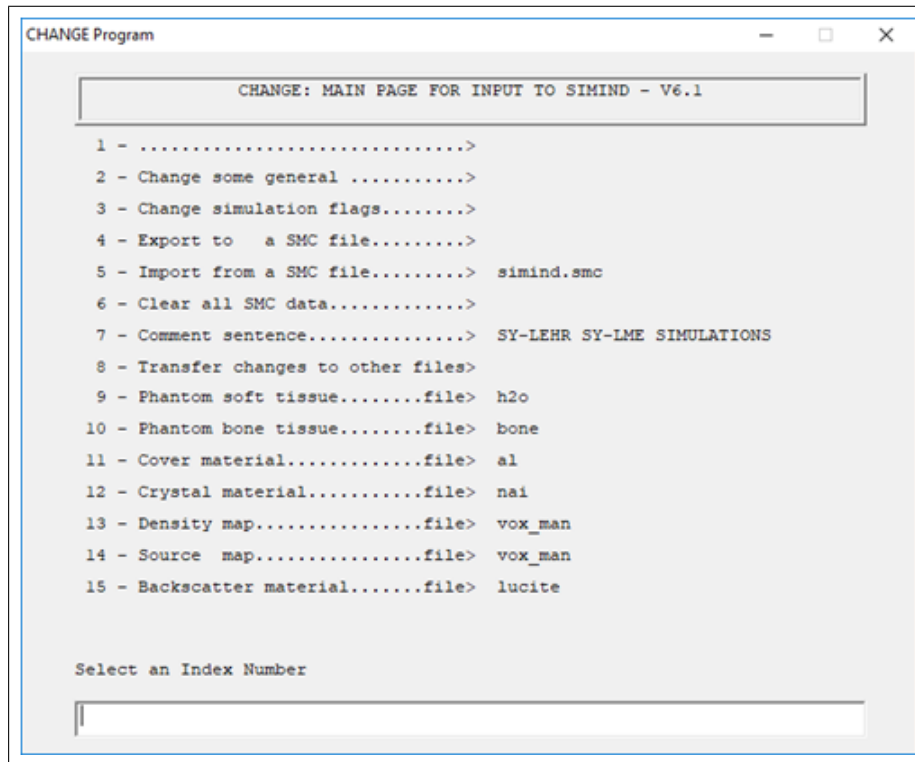 CHANGE Program
CHANGE: MAIN PAGE FOR INPUT TO SIMIND - V6.1
1 - ...............................>
2 - Change some general ...........>
3 - Change simulation flags........>
4 - Export to   a SMC file.........>
5 - Import from a SMC file.........>  simind.smc
6 - Clear all SMC data.............>
7 - Comment sentence...............>  SY-LEHR SY-LME SIMULATIONS
8 - Transfer changes to other files>
9 - Phantom soft tissue........file>  h2o
10 - Phantom bone tissue........file>  bone
11 - Cover material.............file>  al
12 - Crystal material...........file>  nai
13 - Density map................file>  vox_man
14 - Source  map................file>  vox_man
15 - Backscatter material.......file>  lucite
Select an Index Number